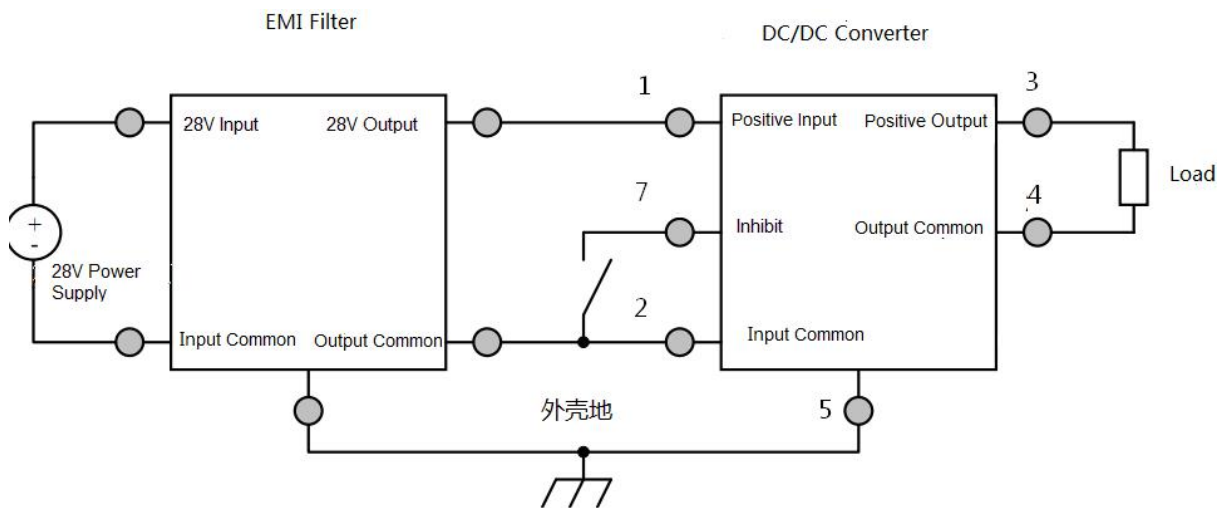 EMI Filter
DC/DC Converter
1
3
28V Input
28V Output
Positive Input
Positive Output
7
4
Load
+
-
Inhibit
Output Common
28V Power
Supply
2
Input Common
Output Common
Input Common
外壳地
5